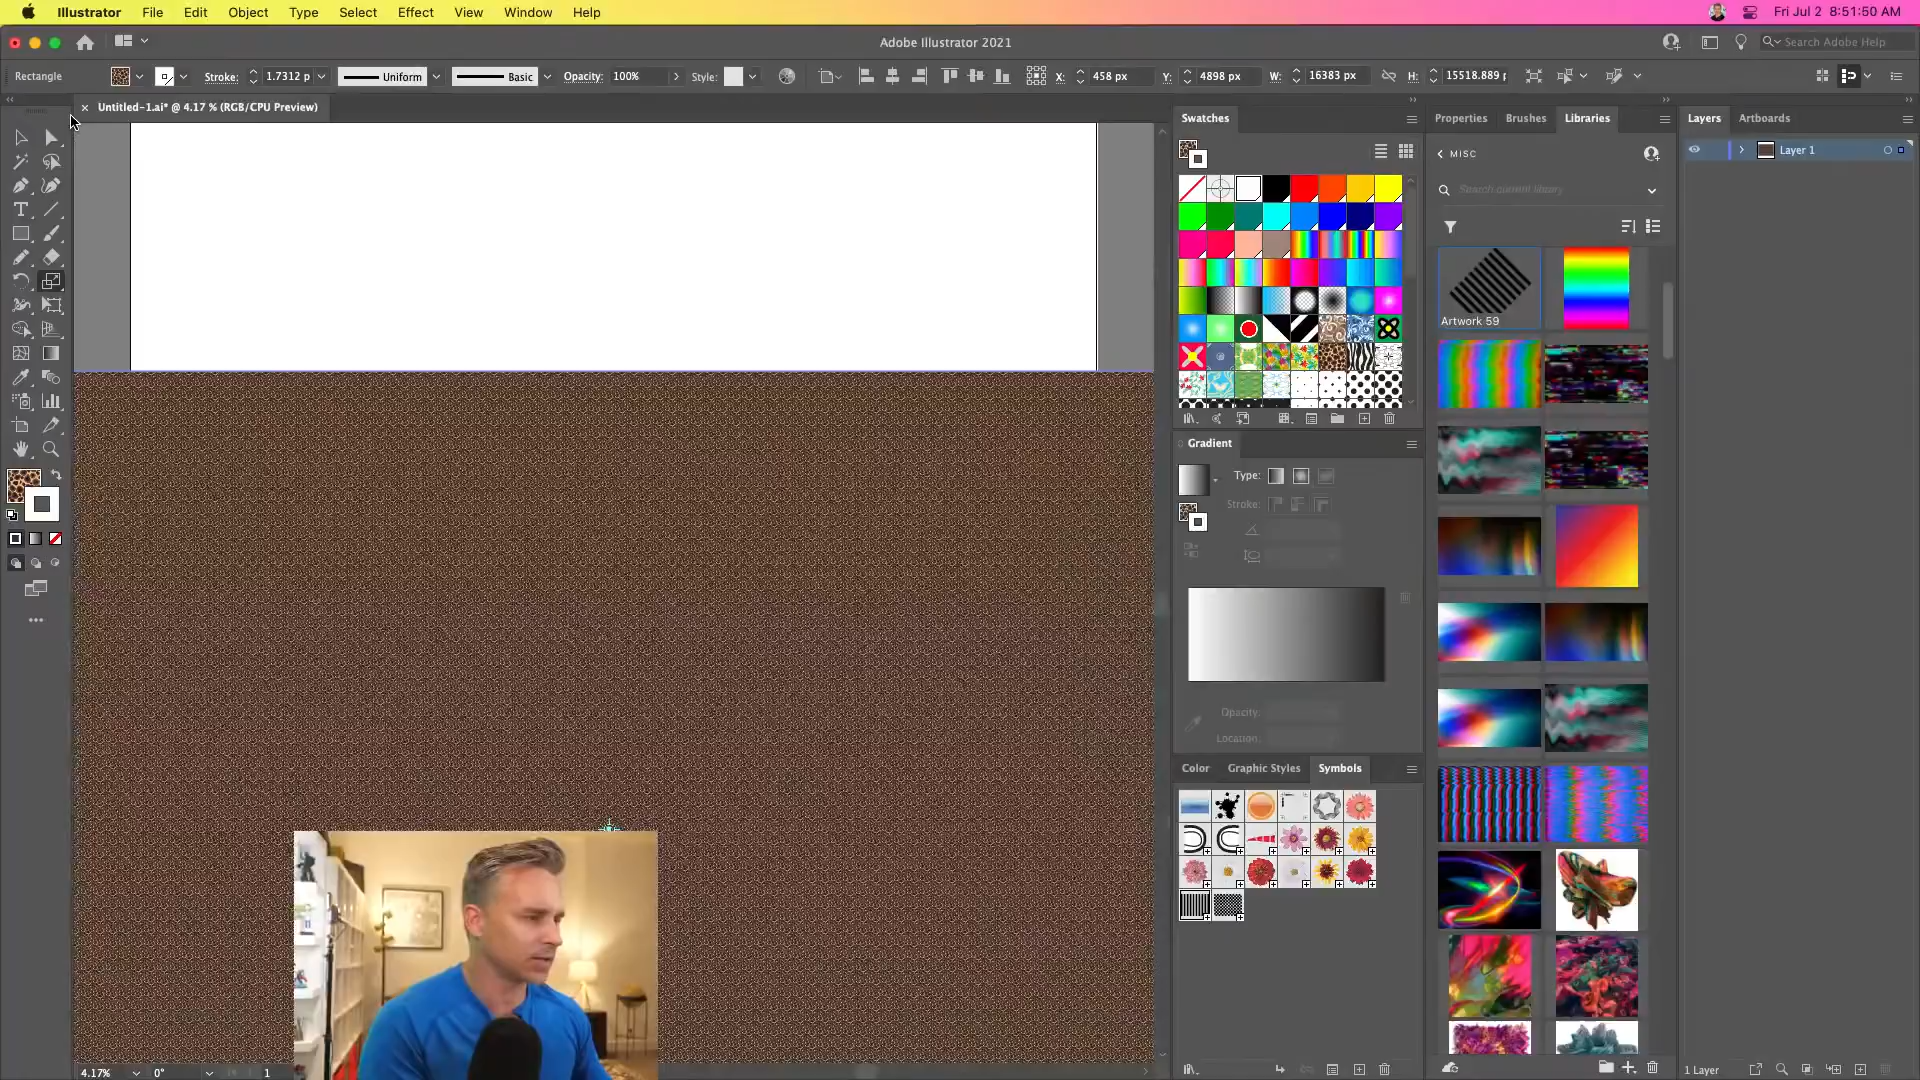 Illustrator File Edit Object Type Select Effect View Window Help
Fri Jul 2 8:51:50 AM
Adobe Illustrator 2021
Search Adobe Help
Rectangle
Stroke: 1.7312 p
Uniform
Basic
Opacity: 100%
Style:
X: 458 px
Y: 4898 px
W: 16383 px
H: 15518.889 p
Untitled-1.ai* @ 4.17 % (RGB/CPU Preview)
Swatches
Properties Brushes Libraries
Layers Artboards
MISC
Layer 1
Search current library
Artwork 59
Gradient
Type:
Stroke:
Opacity:
Location:
Color Graphic Styles Symbols
4.17% 0° 1
1 Layer